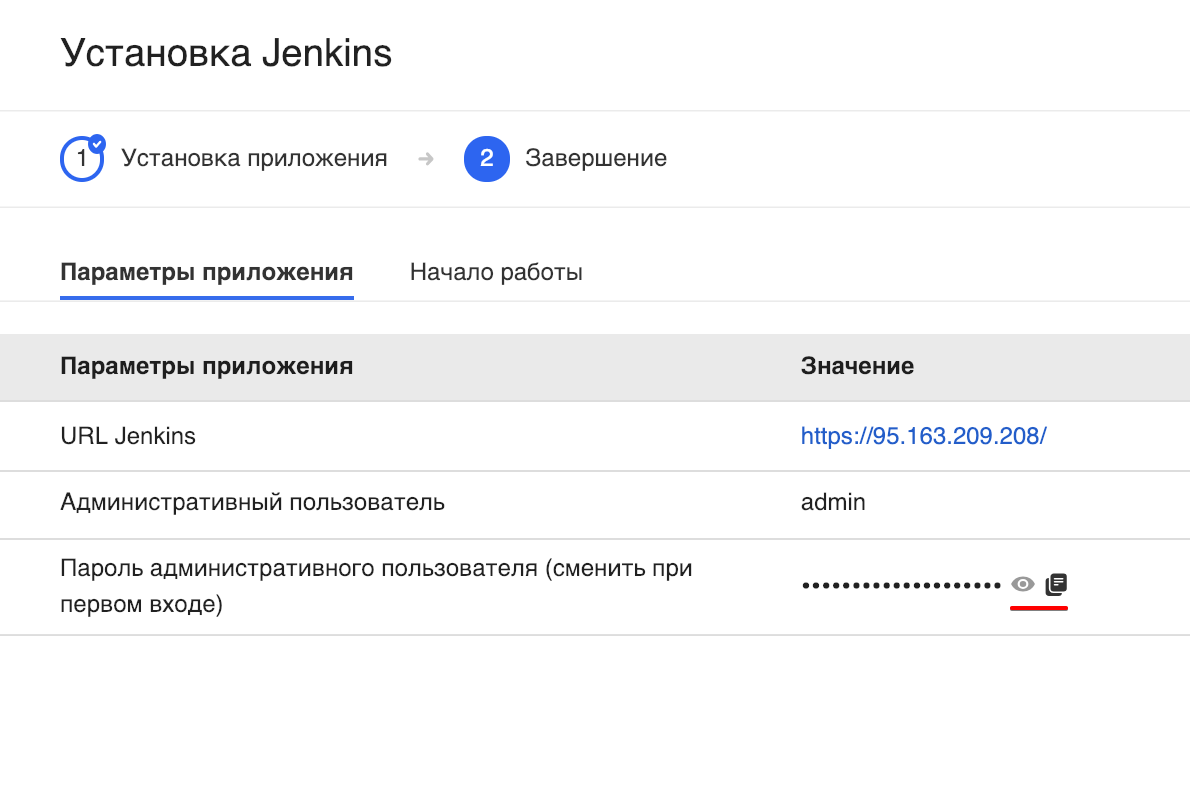 Установка Jenkins
1 Установка приложения → 2 Завершение
Параметры приложения Начало работы
Параметры приложения Значение
URL Jenkins https://95.163.209.208/
Административный пользователь admin
Пароль административного пользователя (сменить при ••••••••••••••••••••
первом входе)